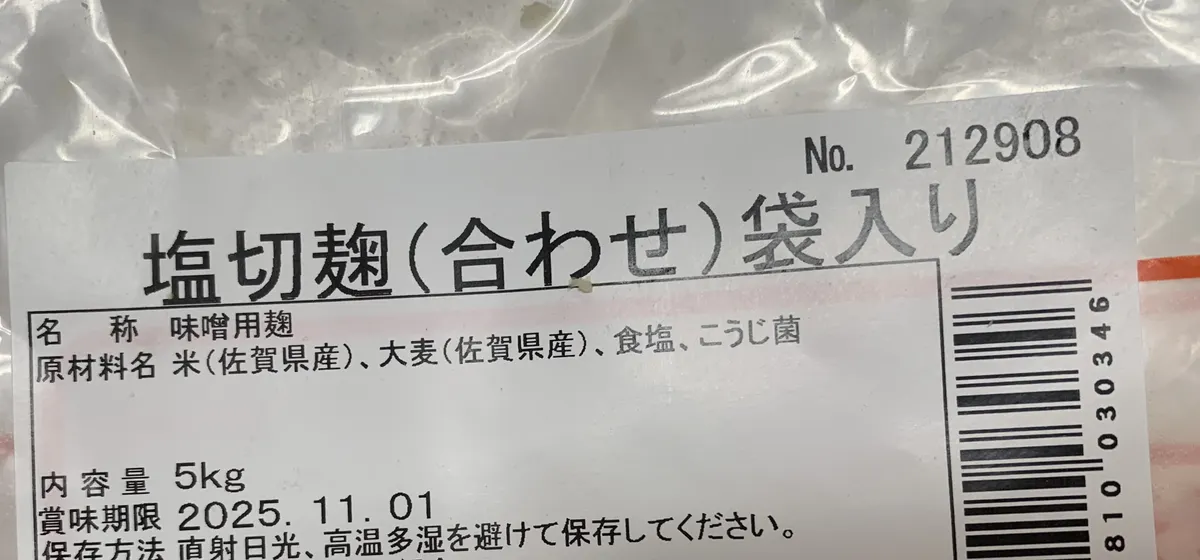 No. 212908
塩切麹(合わせ)袋入り
名 称 味噌用麹
原材料名 米(佐賀県産)、大麦(佐賀県産)、食塩、こうじ菌
内容量 5kg
賞味期限 2025. 11. 01
保存方法 直射日光、高温多湿を避けて保存してください。
810 030346